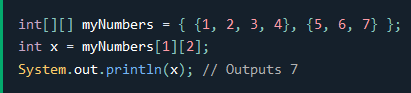 int[][] myNumbers = { {1, 2, 3, 4}, {5, 6, 7} };
int x = myNumbers[1][2];
System.out.println(x); // Outputs 7